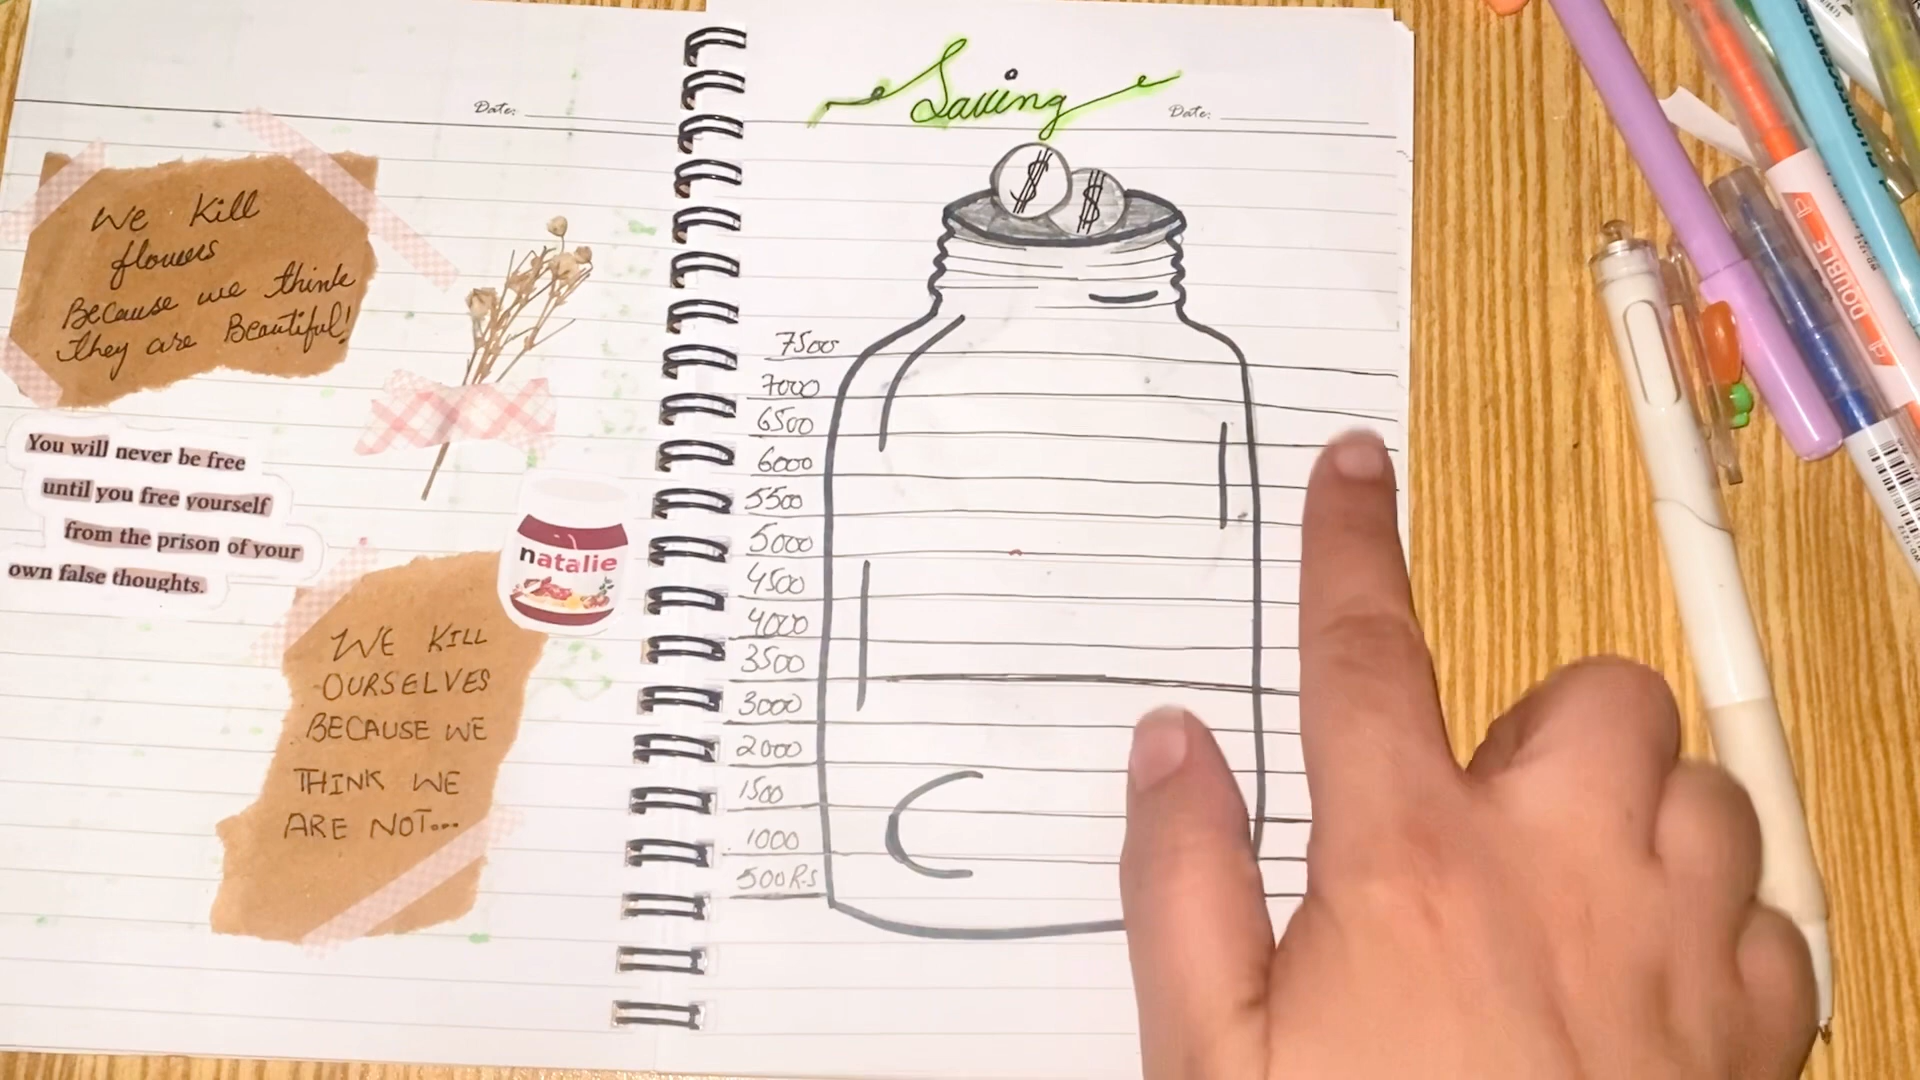 Date:
We Kill
flowers
Because we think
They are Beautiful!
You will never be free
until you free yourself
from the prison of your
own false thoughts.
natalie
WE KILL
OURSELVES
BECAUSE WE
THINK WE
ARE NOT...
Saving
Date:
$ $
7500
7000
6500
6000
5500
5000
4500
4000
3500
3000
2000
1500
1000
500 R.S
DOUBLE A